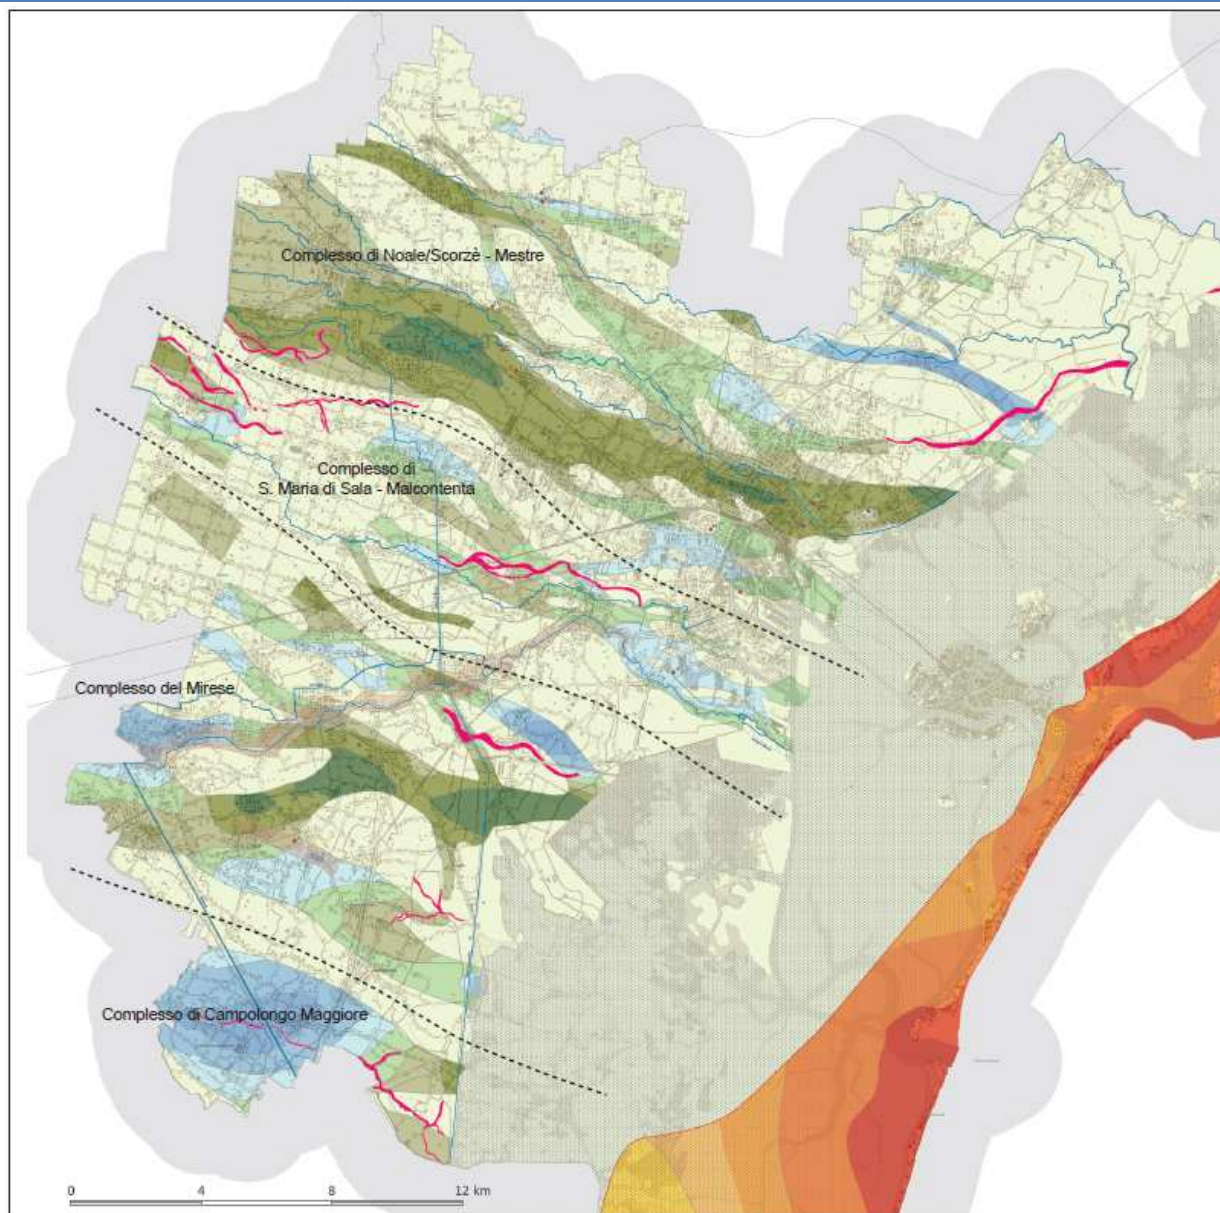 Complesso di Noale/Scorzè - Mestre
Complesso di
S. Maria di Sala - Malcontenta
Complesso del Mirese
Complesso di Campolongo Maggiore
0 4 8 12 km